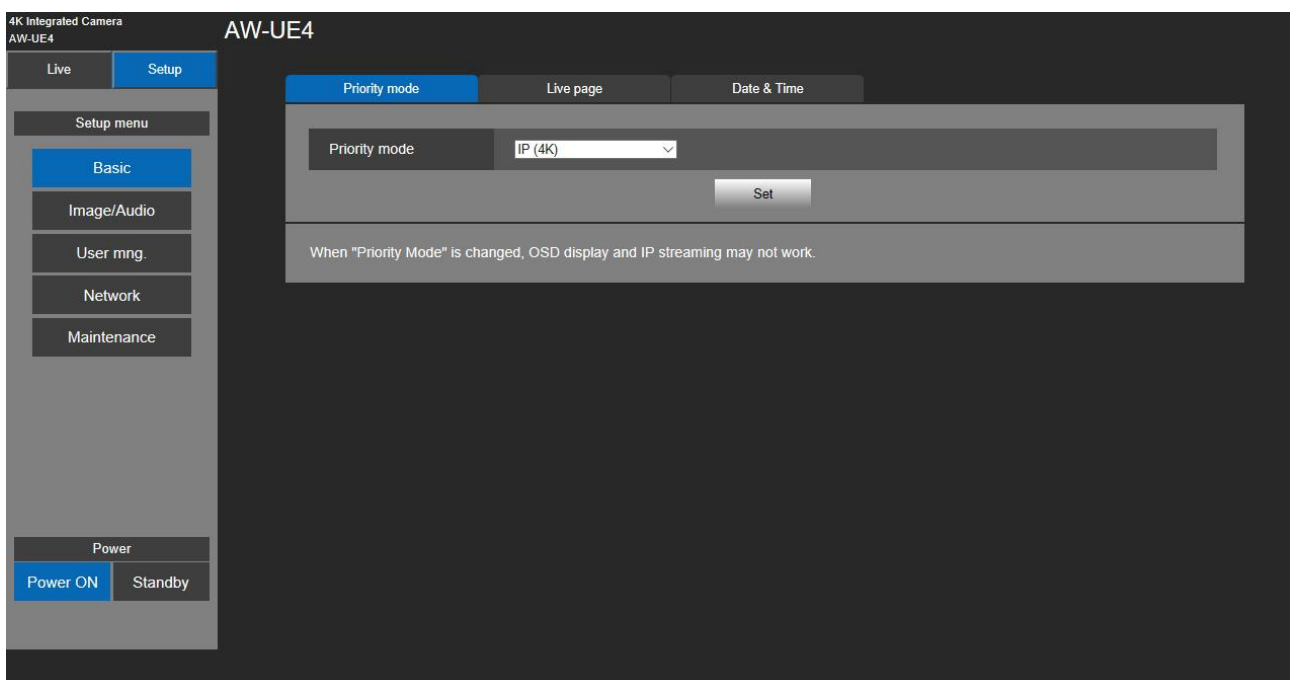 4K Integrated Camera
AW-UE4
AW-UE4
Live Setup
Priority mode Live page Date & Time
Setup menu
Priority mode IP (4K)
Basic
Set
Image/Audio
User mng.
When "Priority Mode" is changed, OSD display and IP streaming may not work.
Network
Maintenance
Power
Power ON Standby